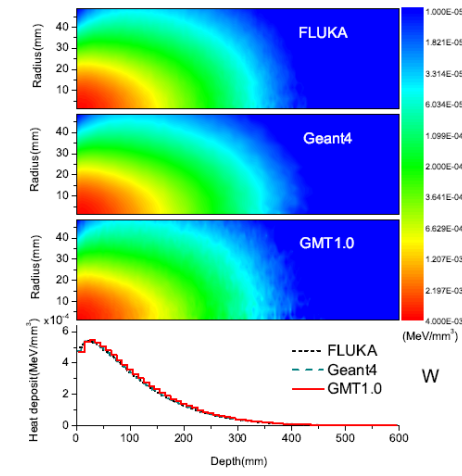 Radius(mm)
40
30
20
10
FLUKA
Radius(mm)
40
30
20
10
Geant4
Radius(mm)
40
30
20
10
GMT1.0
1.000E-05
1.821E-05
3.314E-05
6.034E-05
1.099E-04
2.000E-04
3.641E-04
6.629E-04
1.207E-03
2.197E-03
4.000E-03
(MeV/mm³)
x10⁻⁴
Heat deposit(MeV/mm³)
6
4
2
0
FLUKA
Geant4
GMT1.0
W
0 100 200 300 400 500 600
Depth(mm)